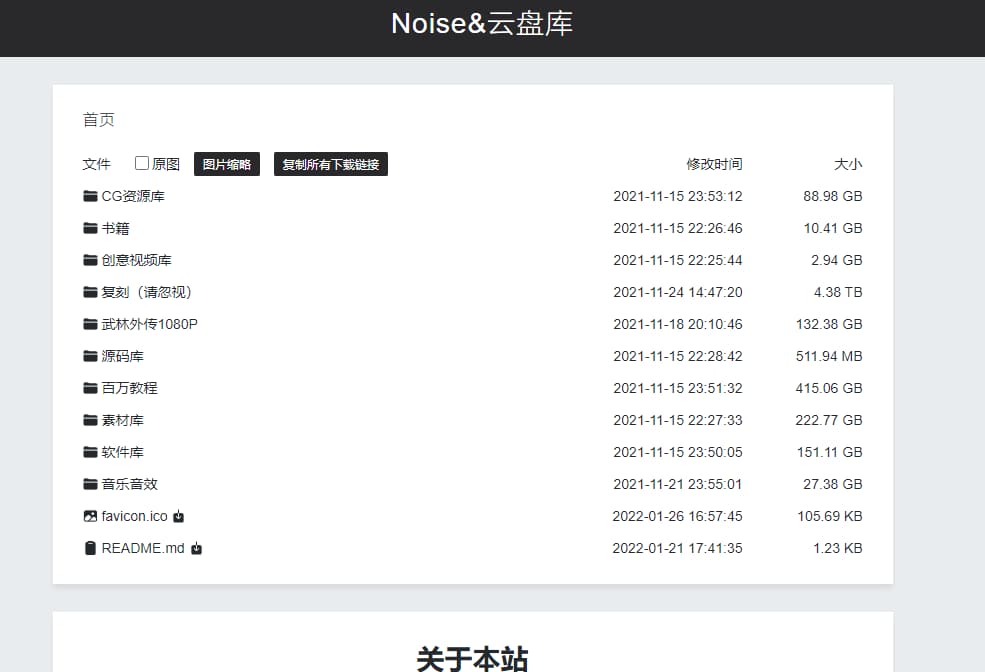 Noise&云盘库
首页
文件 原图 图片缩略 复制所有下载链接 修改时间 大小
CG资源库 2021-11-15 23:53:12 88.98 GB
书籍 2021-11-15 22:26:46 10.41 GB
创意视频库 2021-11-15 22:25:44 2.94 GB
复刻（请忽视） 2021-11-24 14:47:20 4.38 TB
武林外传1080P 2021-11-18 20:10:46 132.38 GB
源码库 2021-11-15 22:28:42 511.94 MB
百万教程 2021-11-15 23:51:32 415.06 GB
素材库 2021-11-15 22:27:33 222.77 GB
软件库 2021-11-15 23:50:05 151.11 GB
音乐音效 2021-11-21 23:55:01 27.38 GB
favicon.ico 2022-01-26 16:57:45 105.69 KB
README.md 2022-01-21 17:41:35 1.23 KB
关于本站